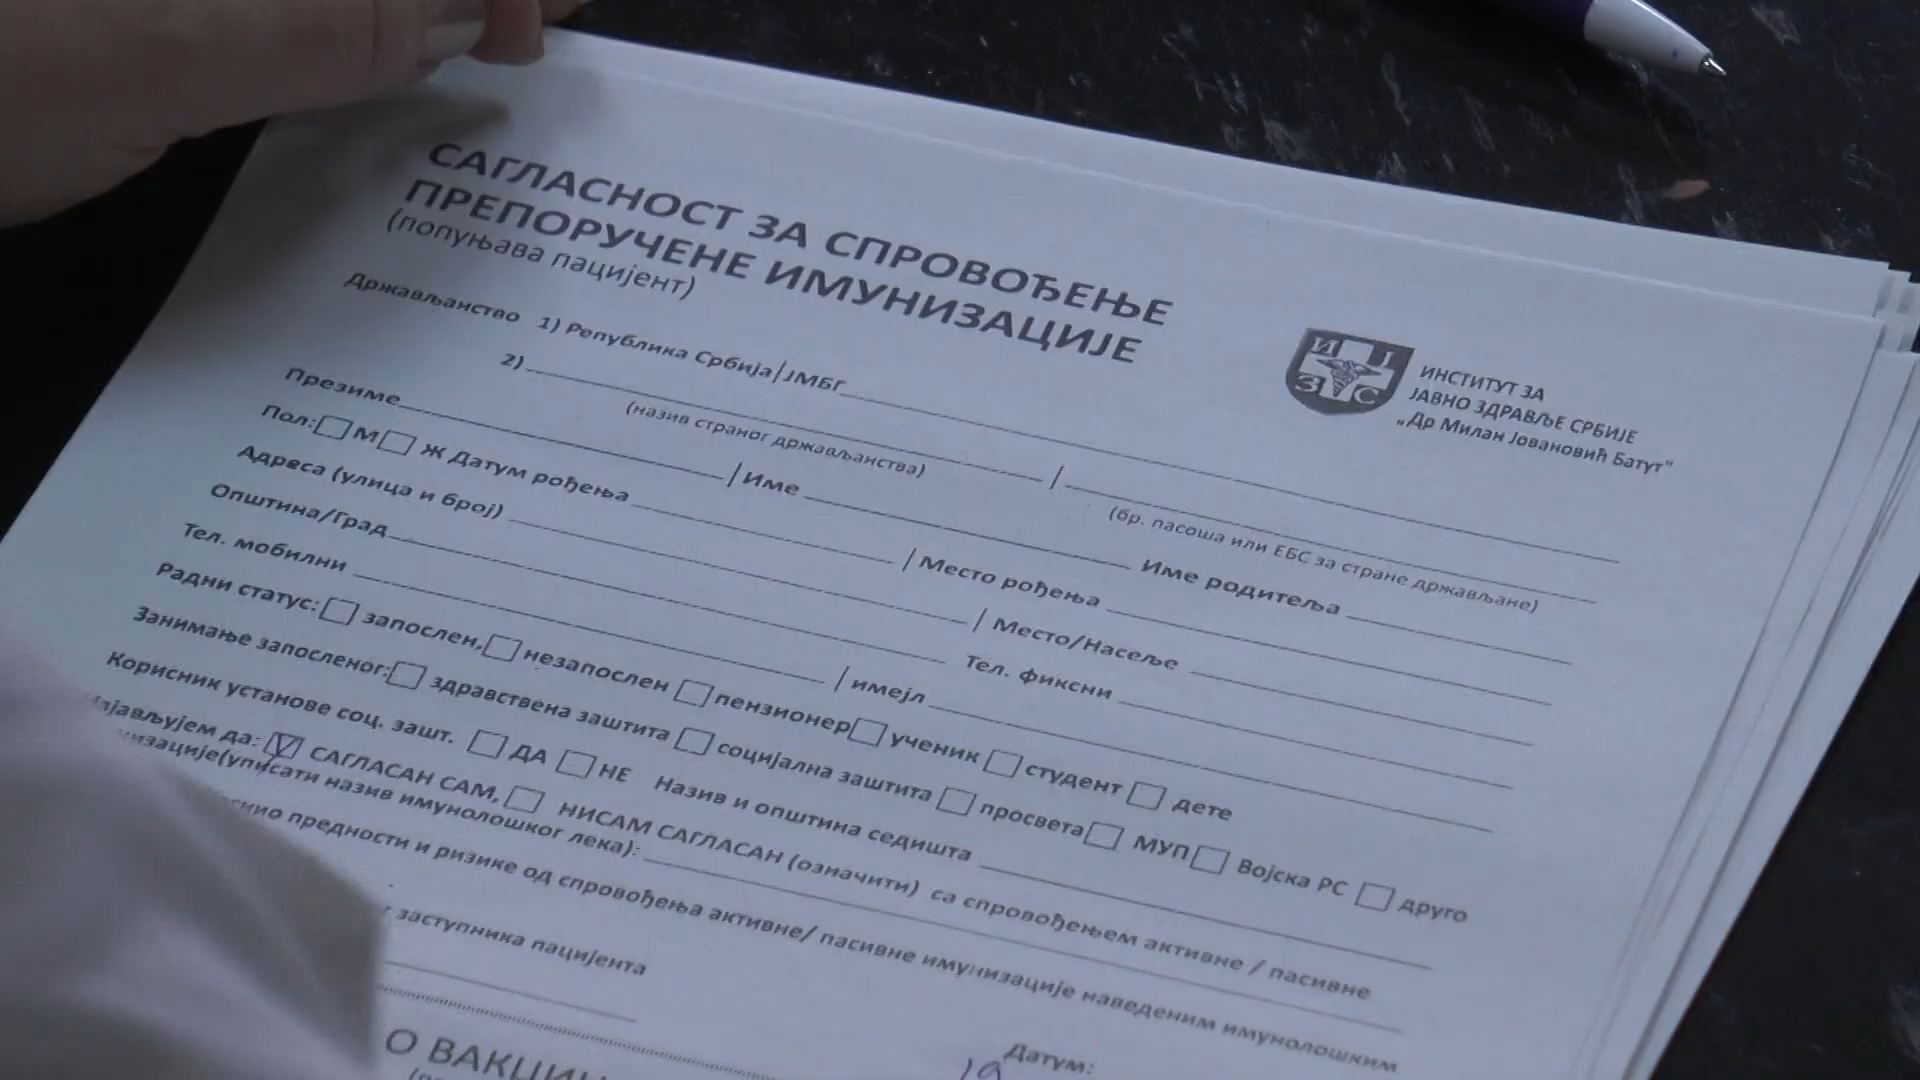 САГЛАСНОСТ ЗА СПРОВОЂЕЊЕ
ПРЕПОРУЧЕНЕ ИМУНИЗАЦИЈЕ
(попуњава пацијент)
И Ј З С
ИНСТИТУТ ЗА
ЈАВНО ЗДРАВЉЕ СРБИЈЕ
„Др Милан Јовановић Батут"
Држављанство 1) Република Србија/ЈМБГ
2) /
(назив страног држављанства) (бр. пасоша или ЕБС за стране држављане)
Презиме /Име Име родитеља
Пол: М Ж Датум рођења /Место рођења
Адреса (улица и број) /Место/Насеље
Општина/Град Тел. фиксни
Тел. мобилни /имејл
Радни статус: запослен, незапослен пензионер ученик студент дете
Занимање запосленог: здравствена заштита социјална заштита просвета МУП Војска РС друго
Корисник установе соц. зашт. ДА НЕ Назив и општина седишта
јављујем да: V САГЛАСАН САМ, НИСАМ САГЛАСАН (означити) са спровођењем активне / пасивне
(уписати назив имунолошког лека):
предности и ризике од спровођења активне/ пасивне имунизације наведеним имунолошким
заступника пацијента
Датум:
19
О